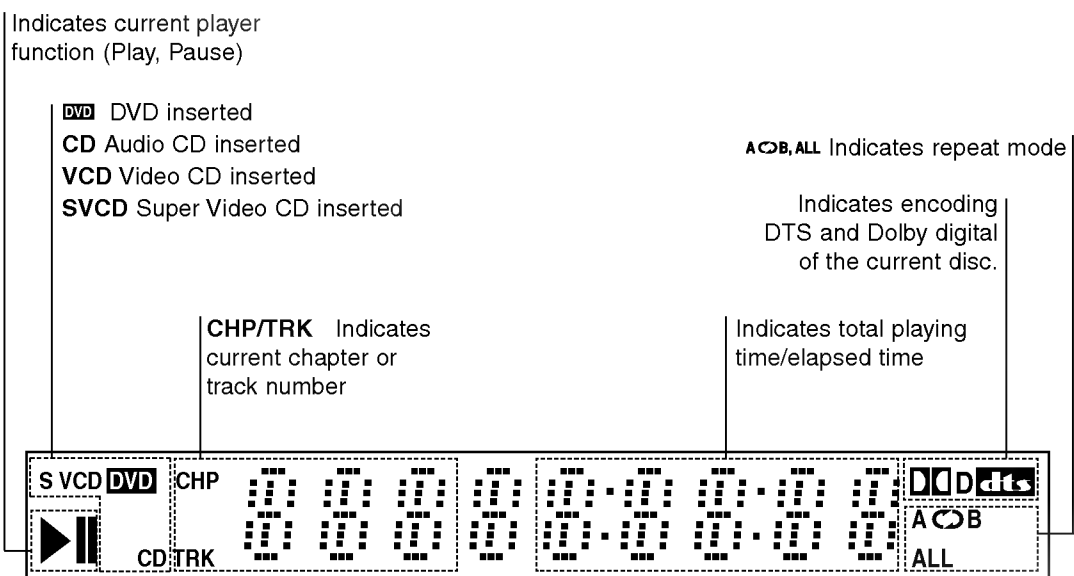 Indicates current player
function (Play, Pause)
DVD DVD inserted
CD Audio CD inserted
VCD Video CD inserted
SVCD Super Video CD inserted
A B, ALL Indicates repeat mode
Indicates encoding
DTS and Dolby digital
of the current disc.
CHP/TRK Indicates
current chapter or
track number
Indicates total playing
time/elapsed time
S VCD DVD CHP D dts
A B
CD TRK ALL